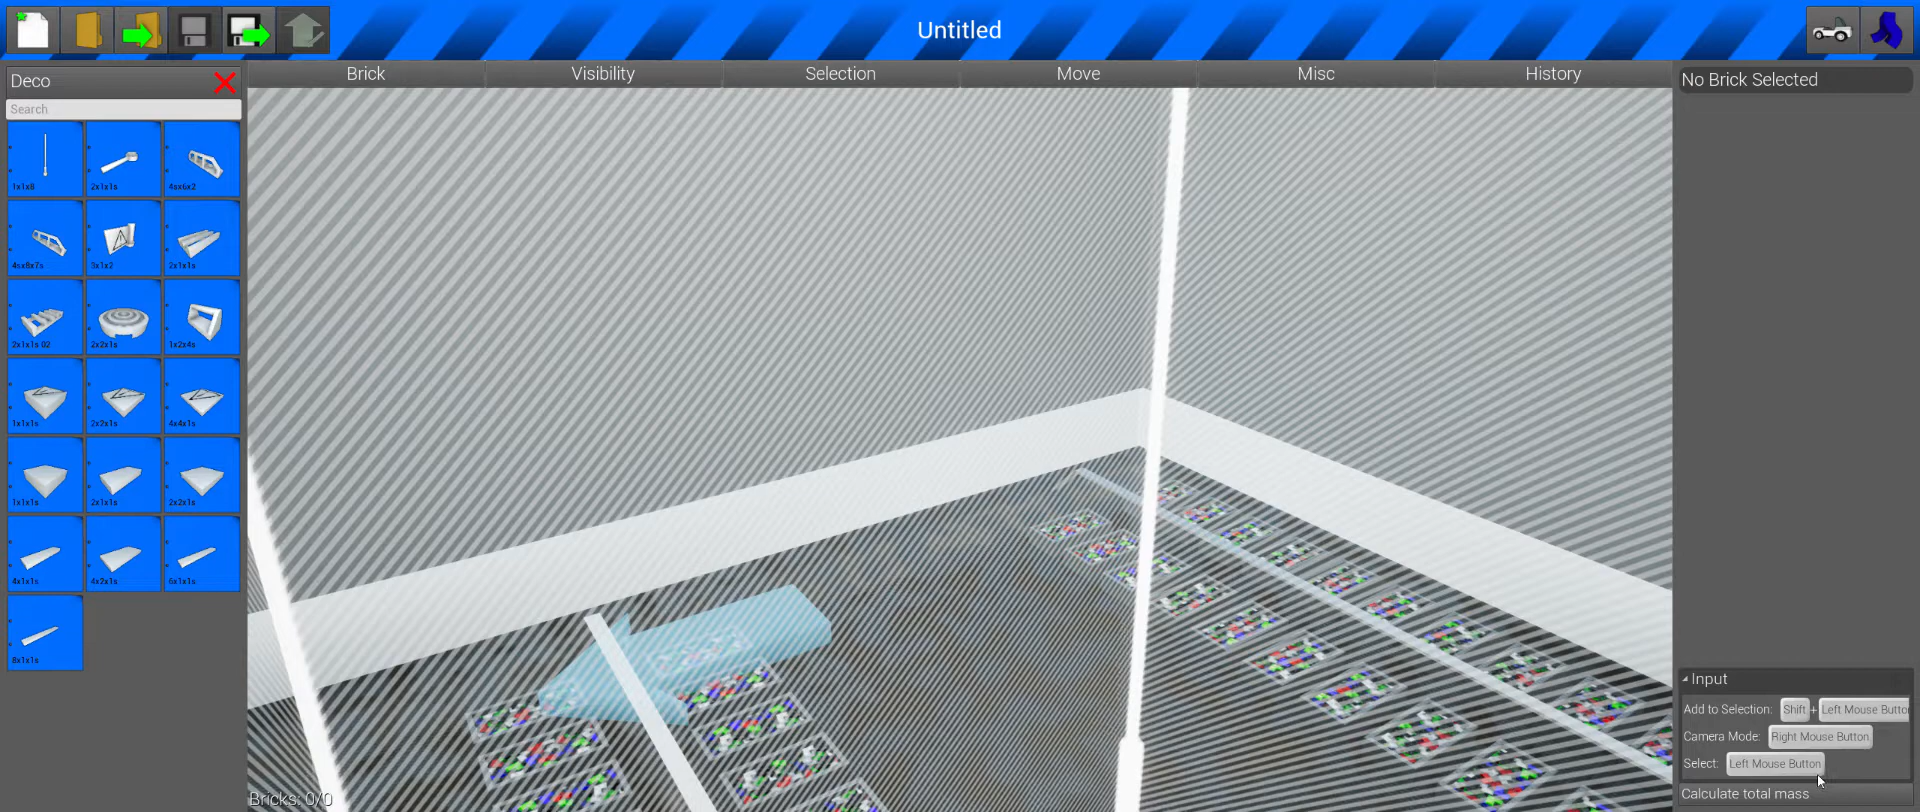 Untitled
Deco
Search
Brick
Visibility
Selection
Move
Misc
History
No Brick Selected
1x1x8
2x1x1s
4sx6x2
4sx8x7s
3x1x2
2x1x1s
2x1x1s 02
2x2x1s
1x2x4s
1x1x1s
2x2x1s
4x4x1s
1x1x1s
2x1x1s
2x2x1s
4x1x1s
4x2x1s
6x1x1s
8x1x1s
Bricks: 0/0
Input
Add to Selection: Shift + Left Mouse Butto
Camera Mode: Right Mouse Button
Select: Left Mouse Button
Calculate total mass